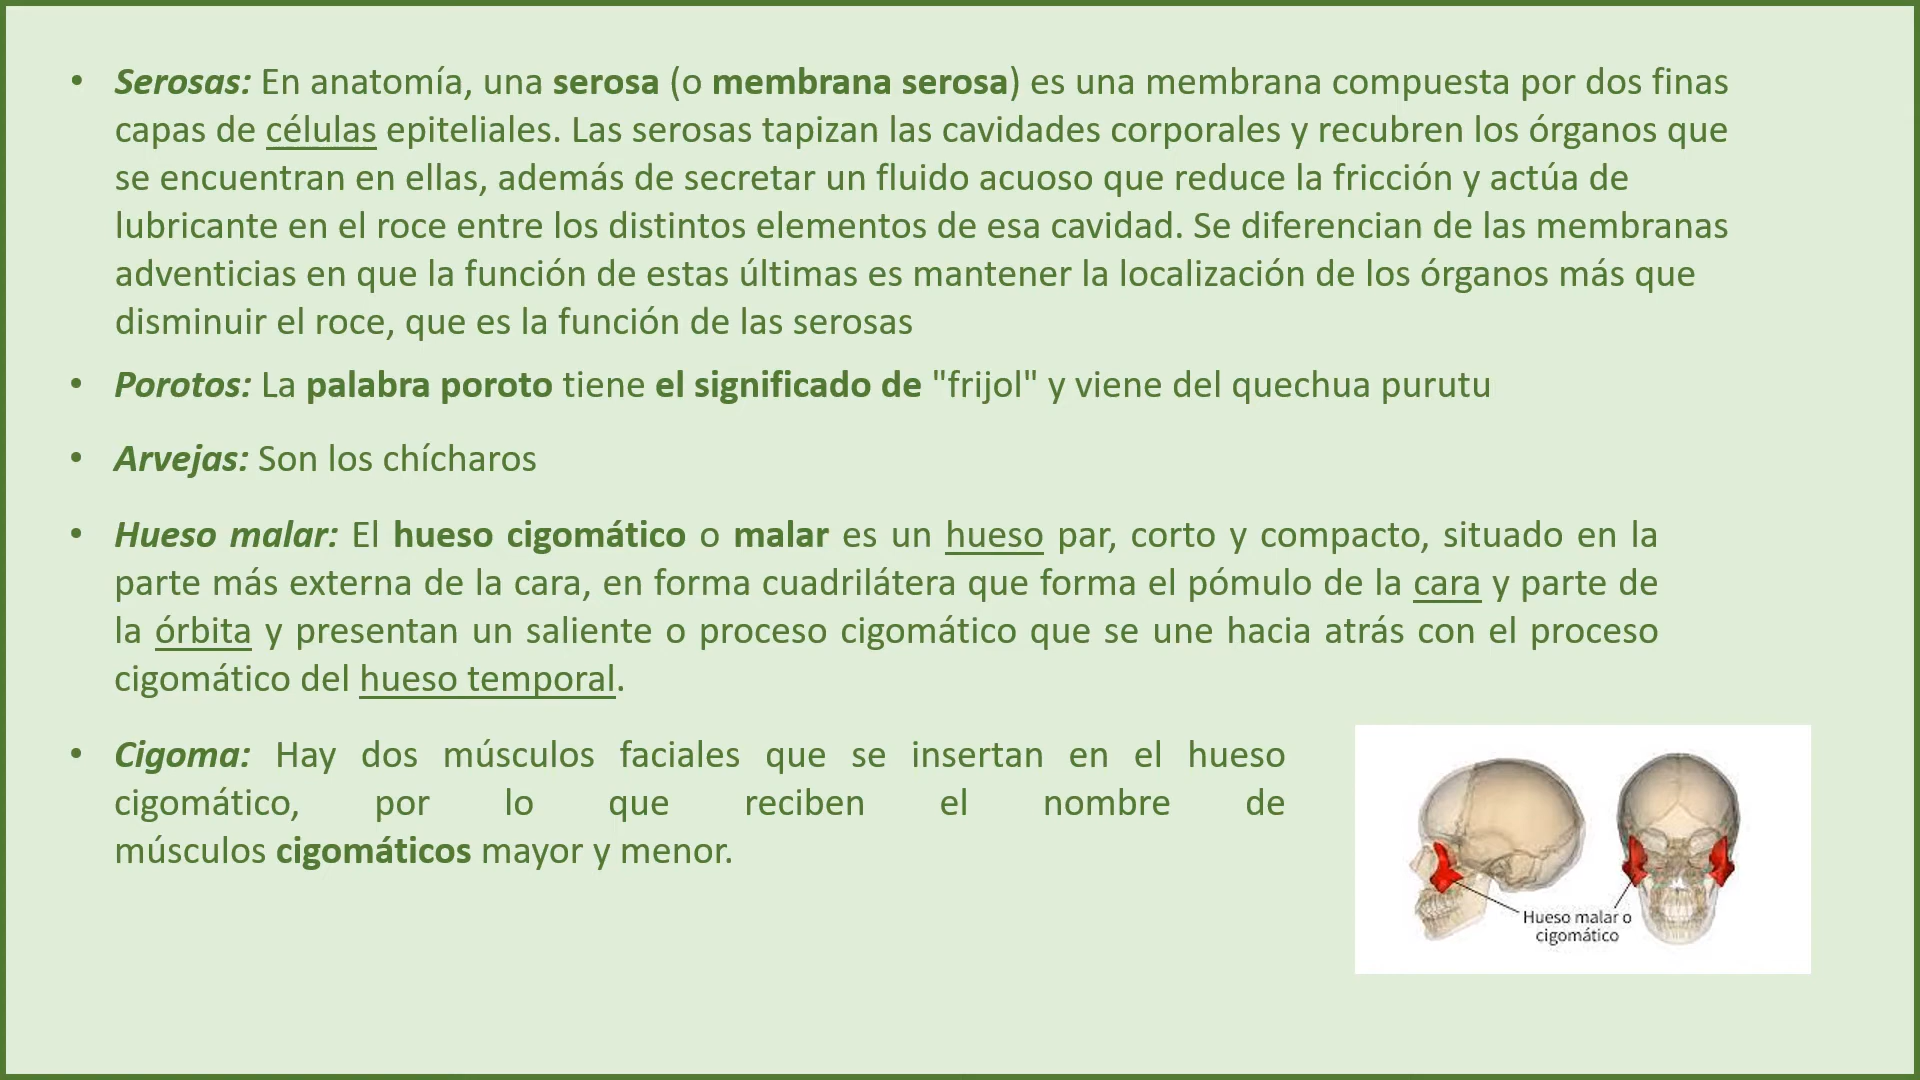 • Serosas: En anatomía, una serosa (o membrana serosa) es una membrana compuesta por dos finas
capas de células epiteliales. Las serosas tapizan las cavidades corporales y recubren los órganos que
se encuentran en ellas, además de secretar un fluido acuoso que reduce la fricción y actúa de
lubricante en el roce entre los distintos elementos de esa cavidad. Se diferencian de las membranas
adventicias en que la función de estas últimas es mantener la localización de los órganos más que
disminuir el roce, que es la función de las serosas
• Porotos: La palabra poroto tiene el significado de "frijol" y viene del quechua purutu
• Arvejas: Son los chícharos
• Hueso malar: El hueso cigomático o malar es un hueso par, corto y compacto, situado en la
parte más externa de la cara, en forma cuadrilátera que forma el pómulo de la cara y parte de
la órbita y presentan un saliente o proceso cigomático que se une hacia atrás con el proceso
cigomático del hueso temporal.
• Cigoma: Hay dos músculos faciales que se insertan en el hueso
cigomático, por lo que reciben el nombre de
músculos cigomáticos mayor y menor.
Hueso malar o
cigomático